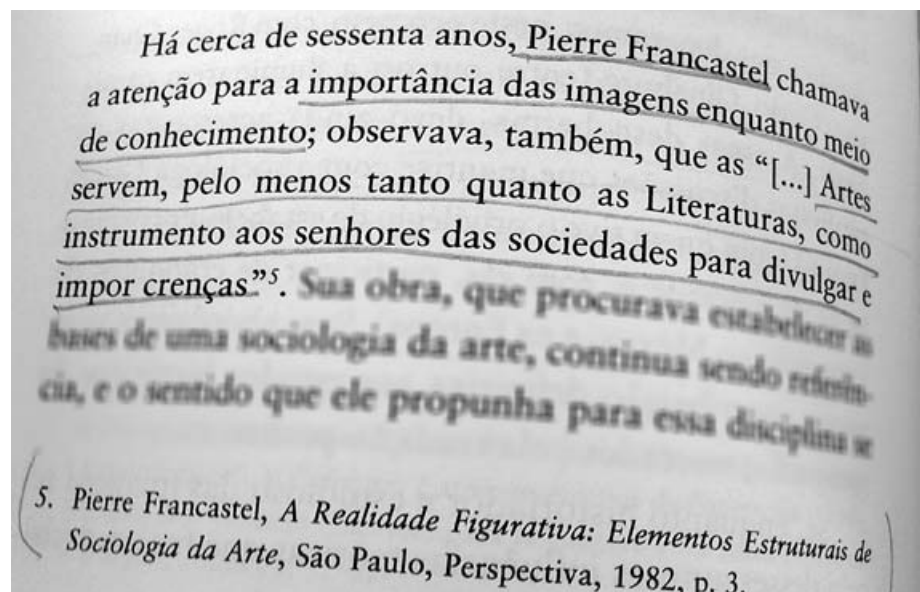 Há cerca de sessenta anos, Pierre Francastel chamava
a atenção para a importância das imagens enquanto meio
de conhecimento; observava, também, que as “[...] Artes
servem, pelo menos tanto quanto as Literaturas, como
instrumento aos senhores das sociedades para divulgar e
impor crenças”5. Sua obra, que procurava estabelecer as
bases de uma sociologia da arte, continua sendo referên-
cia, e o sentido que ele propunha para essa disciplina se
5. Pierre Francastel, A Realidade Figurativa: Elementos Estruturais de
Sociologia da Arte, São Paulo, Perspectiva, 1982, p. 3.